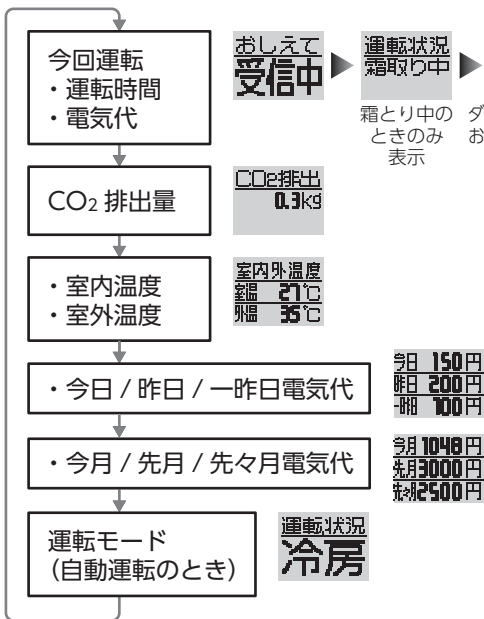 今回運転
・運転時間
・電気代
おしえて
受信中
運転状況
霜取り中
霜とり中の
ときのみ
表示
ダ
お
CO2 排出量
CO2排出
0.3kg
・室内温度
・室外温度
室内外温度
室温 27℃
外温 35℃
・今日 / 昨日 / 一昨日電気代
今日 150円
昨日 200円
一昨日 100円
・今月 / 先月 / 先々月電気代
今月 1048円
先月 3000円
先々月 2500円
運転モード
（自動運転のとき）
運転状況
冷房